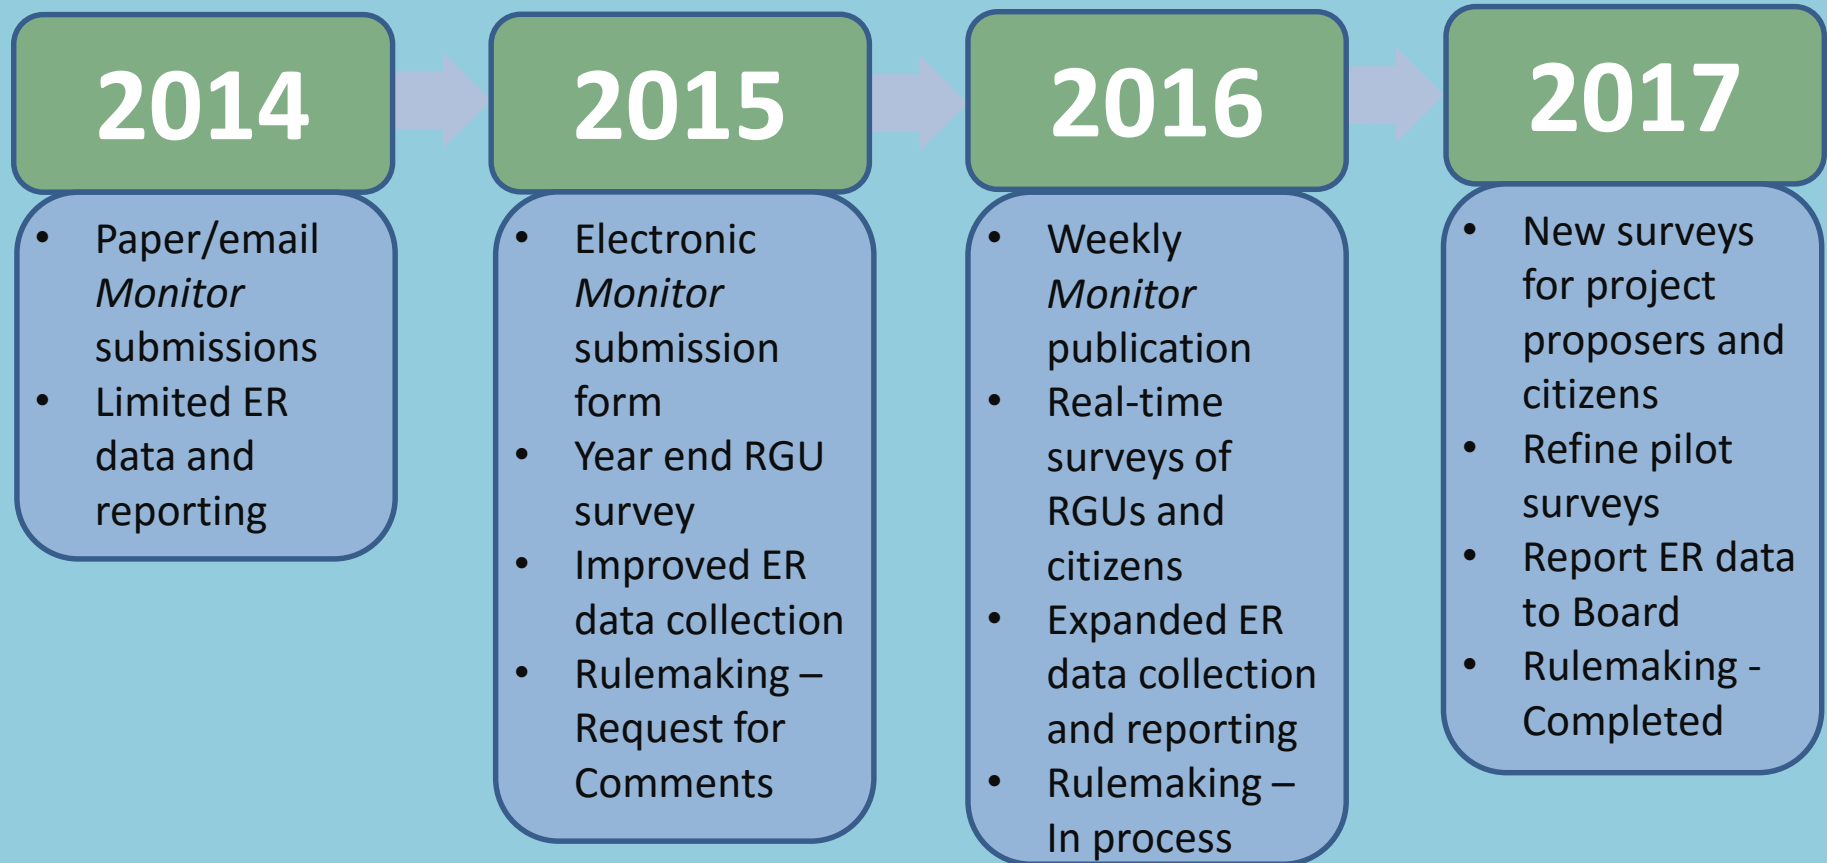 2014
• Paper/email
Monitor
submissions
• Limited ER
data and
reporting
2015
• Electronic
Monitor
submission
form
• Year end RGU
survey
• Improved ER
data collection
• Rulemaking –
Request for
Comments
2016
• Weekly
Monitor
publication
• Real-time
surveys of
RGUs and
citizens
• Expanded ER
data collection
and reporting
• Rulemaking –
In process
2017
• New surveys
for project
proposers and
citizens
• Refine pilot
surveys
• Report ER data
to Board
• Rulemaking -
Completed